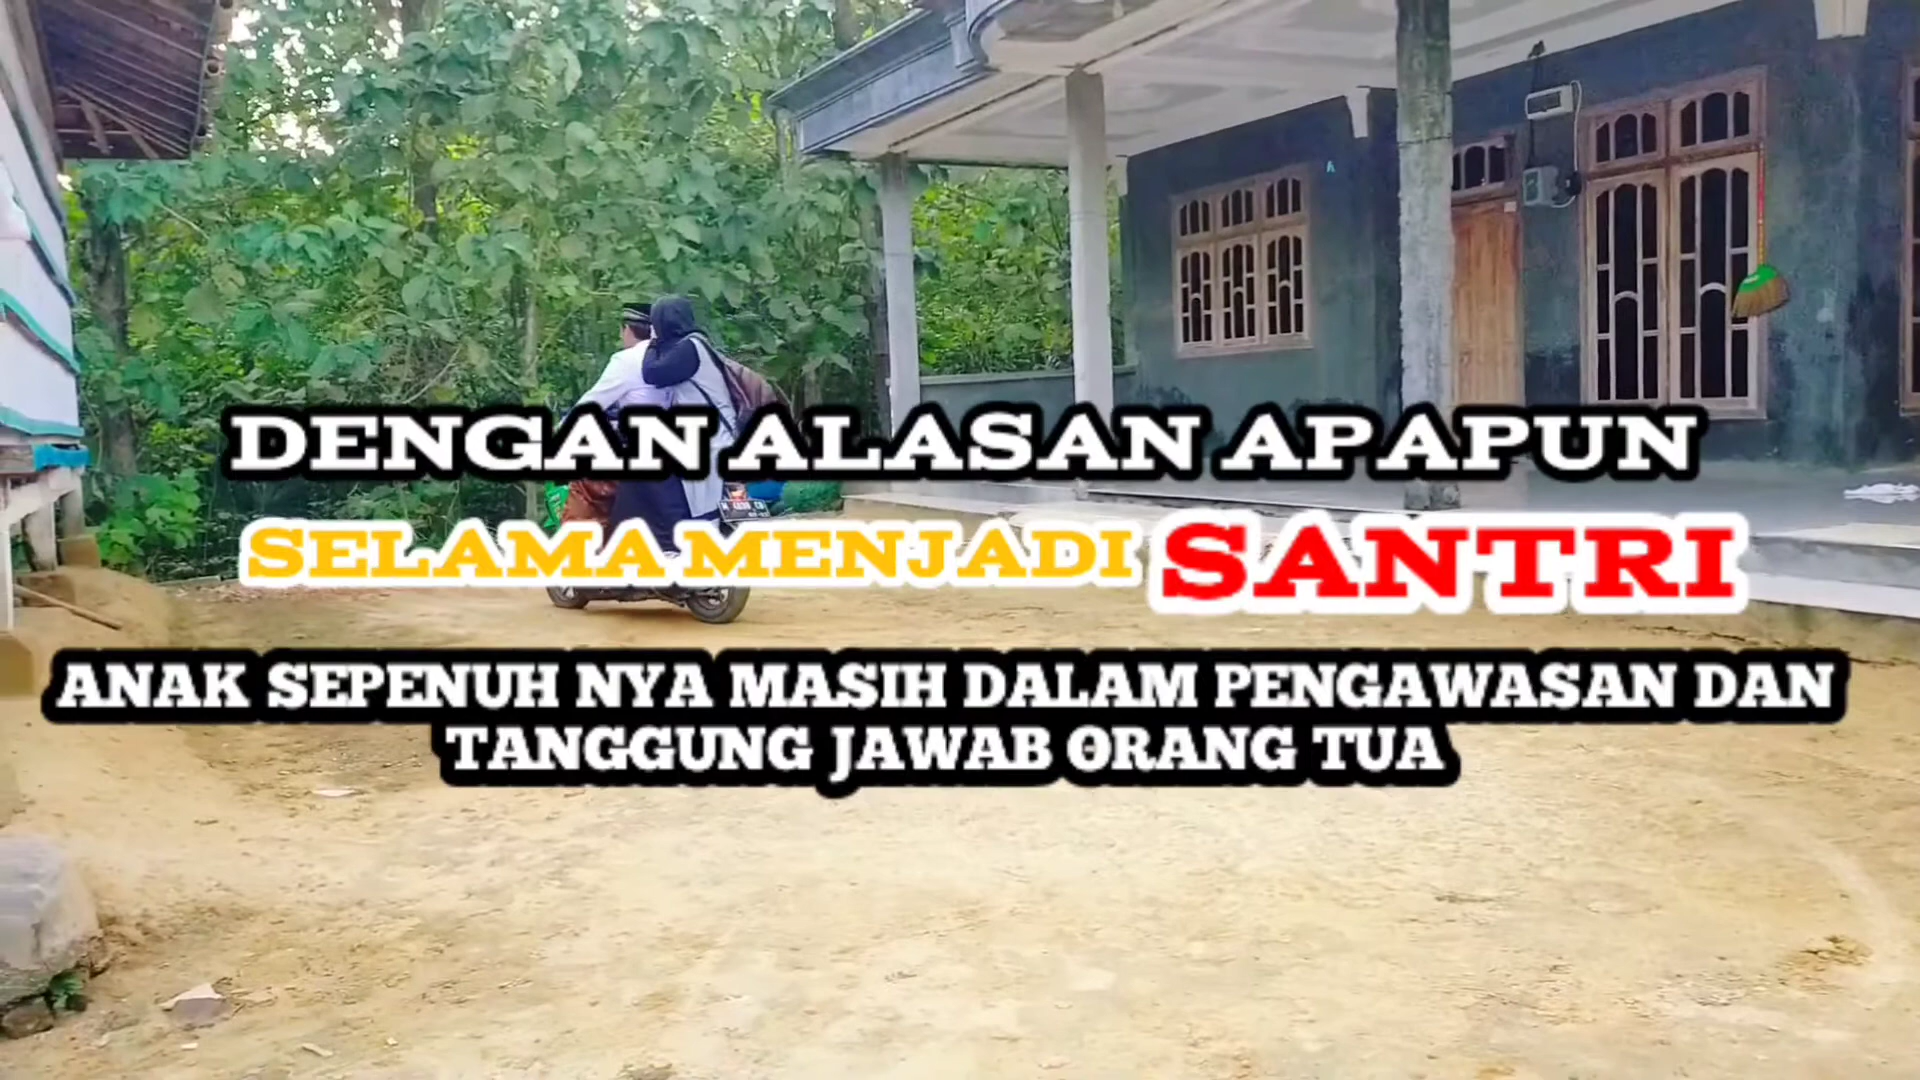 DENGAN ALASAN APAPUN
SELAMA MENJADI SANTRI
ANAK SEPENUH NYA MASIH DALAM PENGAWASAN DAN
TANGGUNG JAWAB ORANG TUA